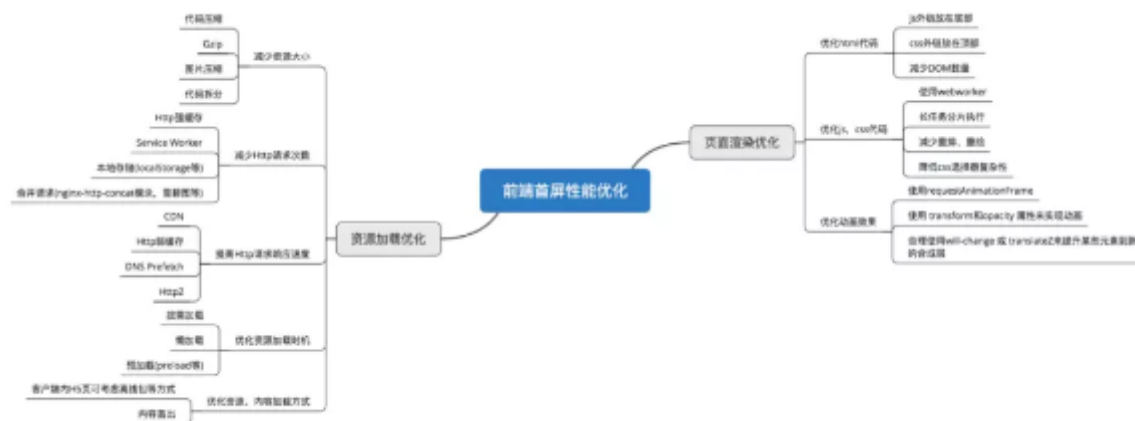 前端首屏性能优化
资源加载优化
减少资源大小
代码压缩
Gzip
图片压缩
代码拆分
减少Http请求次数
Http强缓存
Service Worker
本地存储(localStorage等)
合并请求(nginx-http-concat模块、雪碧图等)
提高Http请求响应速度
CDN
Http弱缓存
DNS Prefetch
Http2
优化资源加载时机
按需加载
懒加载
预加载(preload等)
优化资源、内容加载方式
客户端内H5页可考虑离线包等方式
内容直出
页面渲染优化
优化html代码
js外链放在底部
css外链放在顶部
减少DOM数量
优化js、css代码
使用webworker
长任务分片执行
减少重排、重绘
降低css选择器复杂性
优化动画效果
使用requestAnimationFrame
使用 transform和opacity 属性来实现动画
合理使用will-change 或 translateZ来提升某些元素到新
的合成层